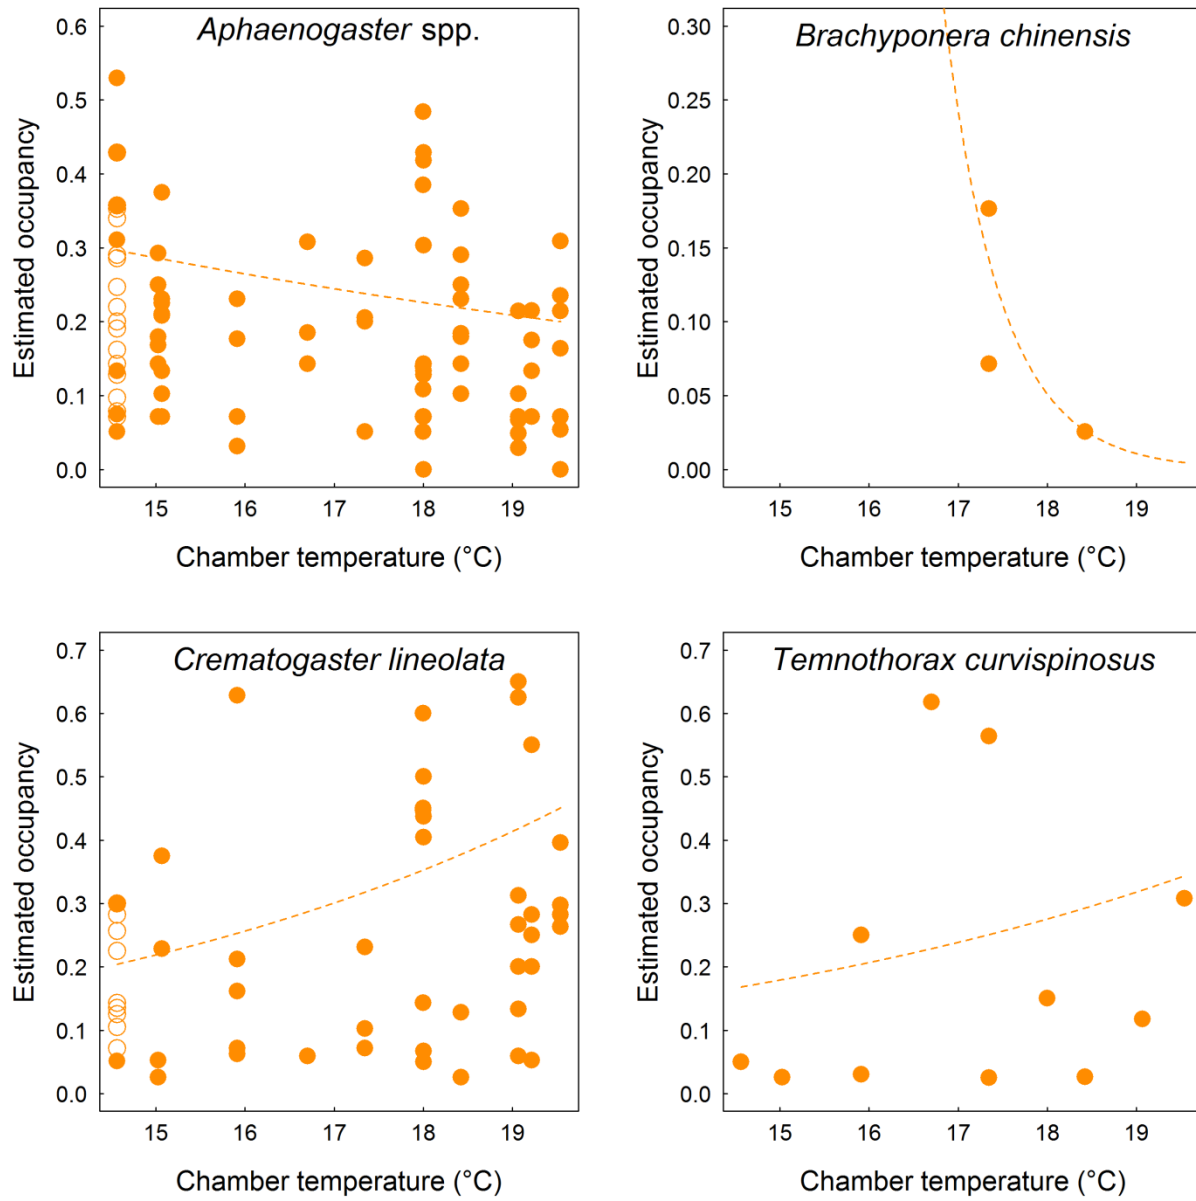 Aphaenogaster spp.
Estimated occupancy
0.6
0.5
0.4
0.3
0.2
0.1
0.0
15 16 17 18 19
Chamber temperature (°C)
Brachyponera chinensis
Estimated occupancy
0.30
0.25
0.20
0.15
0.10
0.05
0.00
15 16 17 18 19
Chamber temperature (°C)
Crematogaster lineolata
Estimated occupancy
0.7
0.6
0.5
0.4
0.3
0.2
0.1
0.0
15 16 17 18 19
Chamber temperature (°C)
Temnothorax curvispinosus
Estimated occupancy
0.7
0.6
0.5
0.4
0.3
0.2
0.1
0.0
15 16 17 18 19
Chamber temperature (°C)